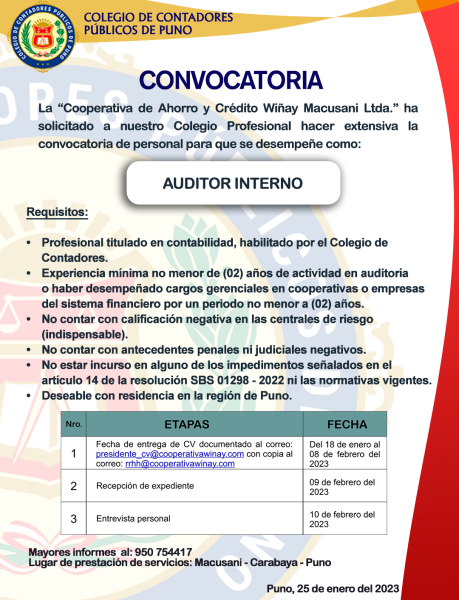 COLEGIO DE CONTADORES
PÚBLICOS DE PUNO
CONVOCATORIA
La “Cooperativa de Ahorro y Crédito Wiñay Macusani Ltda.” ha
solicitado a nuestro Colegio Profesional hacer extensiva la
convocatoria de personal para que se desempeñe como:
AUDITOR INTERNO
Requisitos:
• Profesional titulado en contabilidad, habilitado por el Colegio de
Contadores.
• Experiencia mínima no menor de (02) años de actividad en auditoria
o haber desempeñado cargos gerenciales en cooperativas o empresas
del sistema financiero por un periodo no menor a (02) años.
• No contar con calificación negativa en las centrales de riesgo
(indispensable).
• No contar con antecedentes penales ni judiciales negativos.
• No estar incurso en alguno de los impedimentos señalados en el
artículo 14 de la resolución SBS 01298 - 2022 ni las normativas vigentes.
• Deseable con residencia en la región de Puno.
Nro. ETAPAS FECHA
1 Fecha de entrega de CV documentado al correo:
presidente_cv@cooperativawinay.com con copia al
correo: rrhh@cooperativawinay.com
Del 18 de enero al
08 de febrero del
2023
2 Recepción de expediente
09 de febrero del
2023
3 Entrevista personal
10 de febrero del
2023
Mayores informes al: 950 754417
Lugar de prestación de servicios: Macusani - Carabaya - Puno
Puno, 25 de enero del 2023